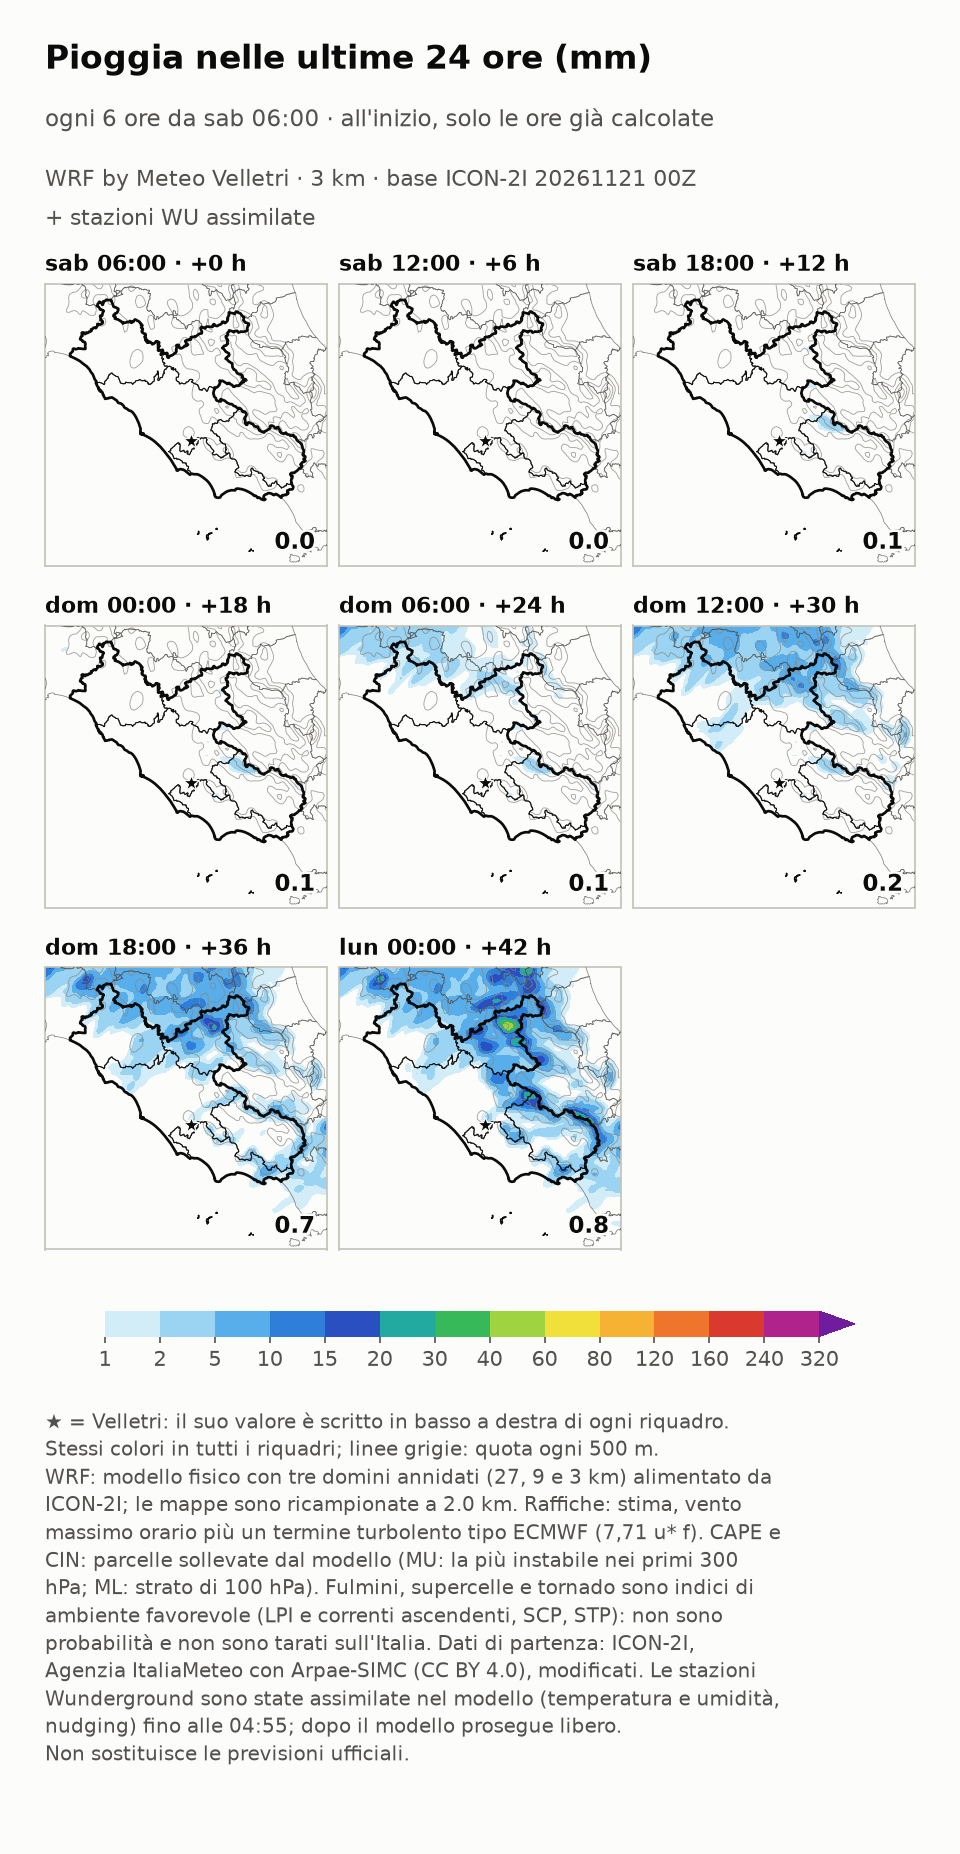 Pioggia nelle ultime 24 ore (mm)
ogni 6 ore da sab 06:00 · all'inizio, solo le ore già calcolate
WRF by Meteo Velletri · 3 km · base ICON-2I 20261121 00Z
+ stazioni WU assimilate
sab 06:00 · +0 h
sab 12:00 · +6 h
sab 18:00 · +12 h
0.0
0.0
0.1
dom 00:00 · +18 h
dom 06:00 · +24 h
dom 12:00 · +30 h
0.1
0.1
0.2
dom 18:00 · +36 h
lun 00:00 · +42 h
0.7
0.8
1 2 5 10 15 20 30 40 60 80 120 160 240 320
★ = Velletri: il suo valore è scritto in basso a destra di ogni riquadro.
Stessi colori in tutti i riquadri; linee grigie: quota ogni 500 m.
WRF: modello fisico con tre domini annidati (27, 9 e 3 km) alimentato da
ICON-2I; le mappe sono ricampionate a 2.0 km. Raffiche: stima, vento
massimo orario più un termine turbolento tipo ECMWF (7,71 u* f). CAPE e
CIN: parcelle sollevate dal modello (MU: la più instabile nei primi 300
hPa; ML: strato di 100 hPa). Fulmini, supercelle e tornado sono indici di
ambiente favorevole (LPI e correnti ascendenti, SCP, STP): non sono
probabilità e non sono tarati sull'Italia. Dati di partenza: ICON-2I,
Agenzia ItaliaMeteo con Arpae-SIMC (CC BY 4.0), modificati. Le stazioni
Wunderground sono state assimilate nel modello (temperatura e umidità,
nudging) fino alle 04:55; dopo il modello prosegue libero.
Non sostituisce le previsioni ufficiali.